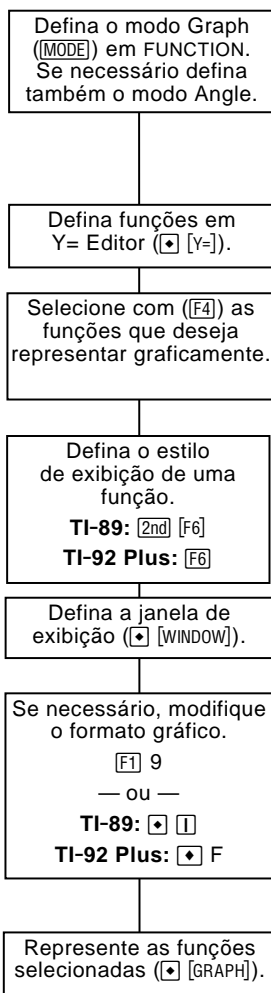 Defina o modo Graph
(MODE) em FUNCTION.
Se necessário defina
também o modo Angle.
Defina funções em
Y= Editor (♦ [Y=]).
Selecione com (F4) as
funções que deseja
representar graficamente.
Defina o estilo
de exibição de uma
função.
TI-89: 2nd [F6]
TI-92 Plus: F6
Defina a janela de
exibição (♦ [WINDOW]).
Se necessário, modifique
o formato gráfico.
F1 9
— ou —
TI-89: ♦ |
TI-92 Plus: ♦ F
Represente as funções
selecionadas (♦ [GRAPH]).